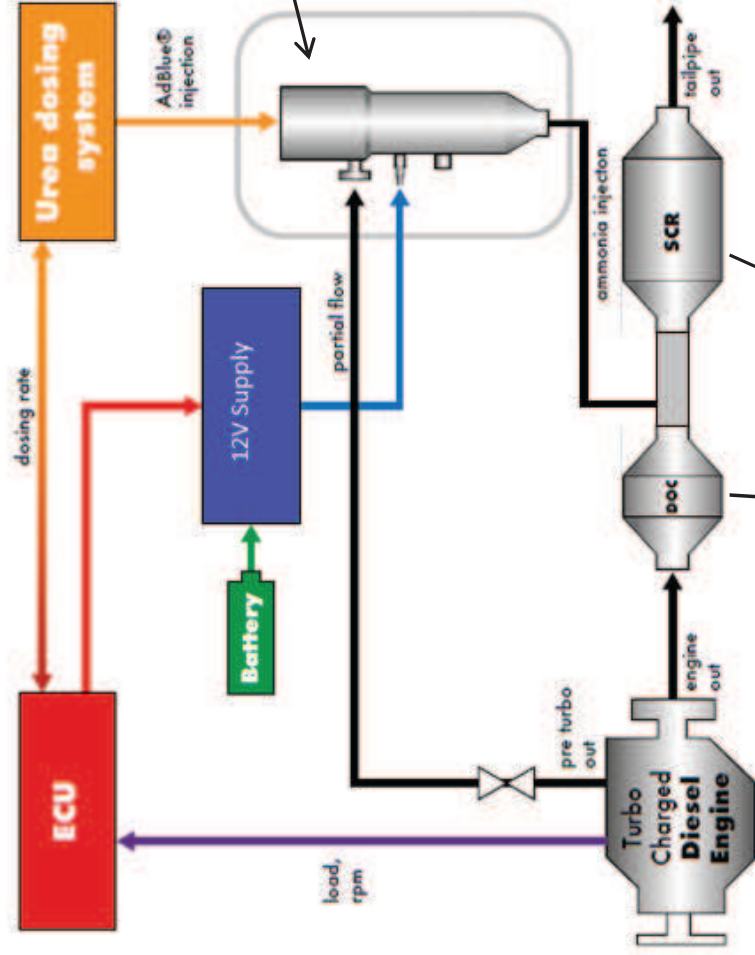 dosing rate
ECU
Urea dosing
system
AdBlue®
injection
12V Supply
Battery
load,
rpm
partial flow
pre turbo
out
Turbo
Charged
Diesel
Engine
engine
out
DOC
ammonia injecton
SCR
tailpipe
out